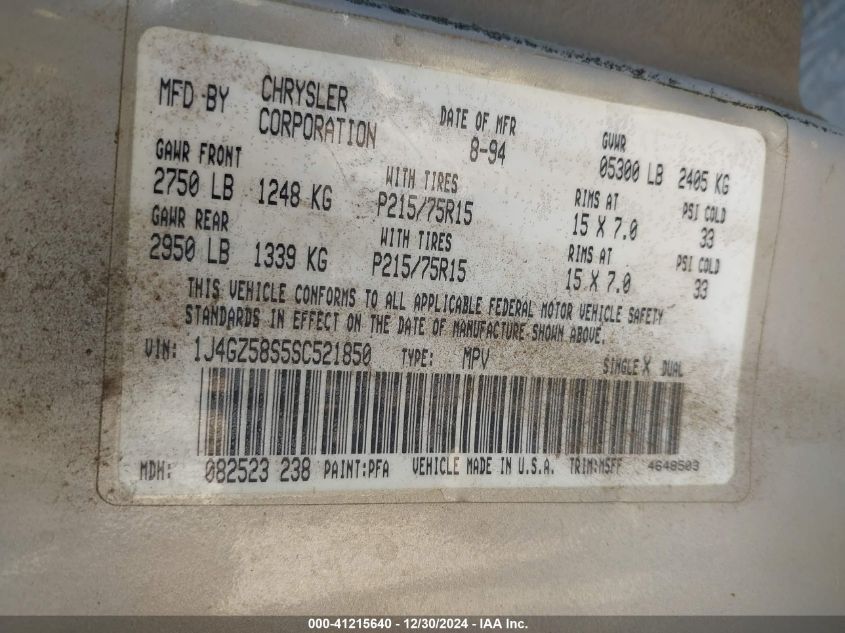 MFD BY CHRYSLER CORPORATION DATE OF MFR 8-94 GVWR 05300 LB 2405 KG
GAWR FRONT 2750 LB 1248 KG WITH TIRES P215/75R15 RIMS AT 15 X 7.0 PSI COLD 33
GAWR REAR 2950 LB 1339 KG WITH TIRES P215/75R15 RIMS AT 15 X 7.0 PSI COLD 33
THIS VEHICLE CONFORMS TO ALL APPLICABLE FEDERAL MOTOR VEHICLE SAFETY
STANDARDS IN EFFECT ON THE DATE OF MANUFACTURE SHOWN ABOVE.
VIN: 1J4GZ58S5SC521850 TYPE: MPV SINGLE X DUAL
MDH: 082523 238 PAINT:PFA VEHICLE MADE IN U.S.A. TRIM:MSFF 4648503
000-41215640 - 12/30/2024 - IAA Inc.